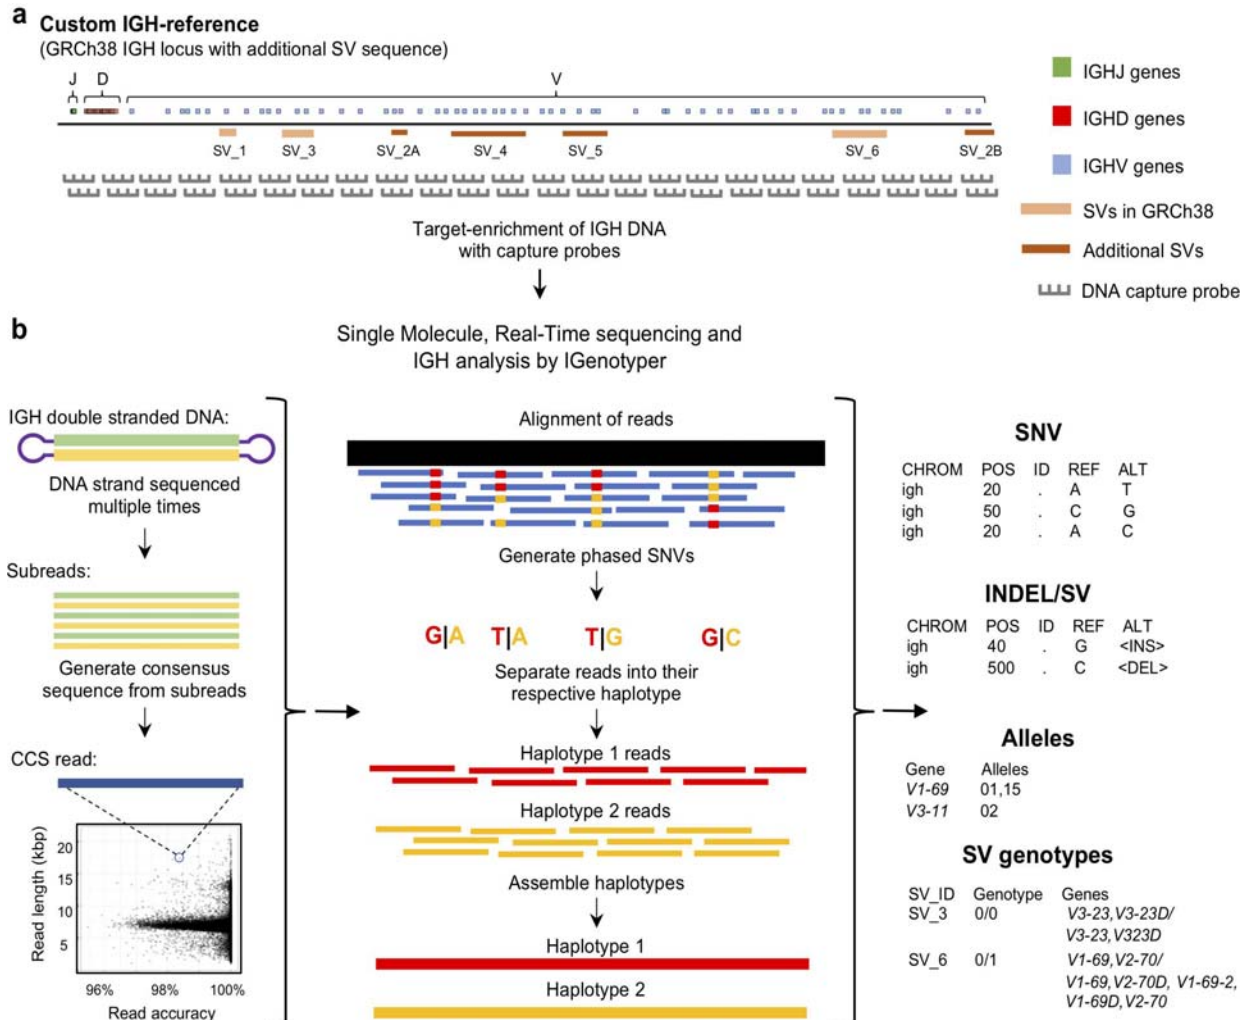 a
Custom IGH-reference
(GRCh38 IGH locus with additional SV sequence)
J D V
SV_1 SV_3 SV_2A SV_4 SV_5 SV_6 SV_2B
IGHJ genes
IGHD genes
IGHV genes
SVs in GRCh38
Additional SVs
DNA capture probe
Target-enrichment of IGH DNA
with capture probes
b
Single Molecule, Real-Time sequencing and
IGH analysis by IGenotyper
IGH double stranded DNA:
DNA strand sequenced
multiple times
Subreads:
Generate consensus
sequence from subreads
CCS read:
Read length (kbp)
20
15
10
5
96% 98% 100%
Read accuracy
Alignment of reads
Generate phased SNVs
G|A T|A T|G G|C
Separate reads into their
respective haplotype
Haplotype 1 reads
Haplotype 2 reads
Assemble haplotypes
Haplotype 1
Haplotype 2
SNV
CHROM POS ID REF ALT
igh 20 . A T
igh 50 . C G
igh 20 . A C
INDEL/SV
CHROM POS ID REF ALT
igh 40 . G <INS>
igh 500 . C <DEL>
Alleles
Gene Alleles
V1-69 01,15
V3-11 02
SV genotypes
SV_ID Genotype Genes
SV_3 0/0 V3-23,V3-23D/
V3-23,V323D
SV_6 0/1 V1-69,V2-70/
V1-69,V2-70D, V1-69-2,
V1-69D,V2-70